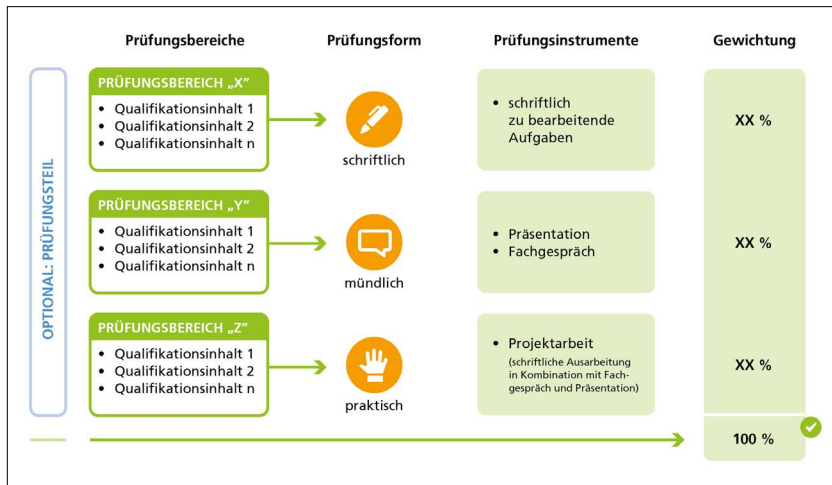 Prüfungsbereiche
Prüfungsform
Prüfungsinstrumente
Gewichtung
OPTIONAL: PRÜFUNGSTEIL
PRÜFUNGSBEREICH „X“
• Qualifikationsinhalt 1
• Qualifikationsinhalt 2
• Qualifikationsinhalt n
schriftlich
• schriftlich
zu bearbeitende
Aufgaben
XX %
PRÜFUNGSBEREICH „Y“
• Qualifikationsinhalt 1
• Qualifikationsinhalt 2
• Qualifikationsinhalt n
mündlich
• Präsentation
• Fachgespräch
XX %
PRÜFUNGSBEREICH „Z“
• Qualifikationsinhalt 1
• Qualifikationsinhalt 2
• Qualifikationsinhalt n
praktisch
• Projektarbeit
(schriftliche Ausarbeitung
in Kombination mit Fach-
gespräch und Präsentation)
XX %
100 %